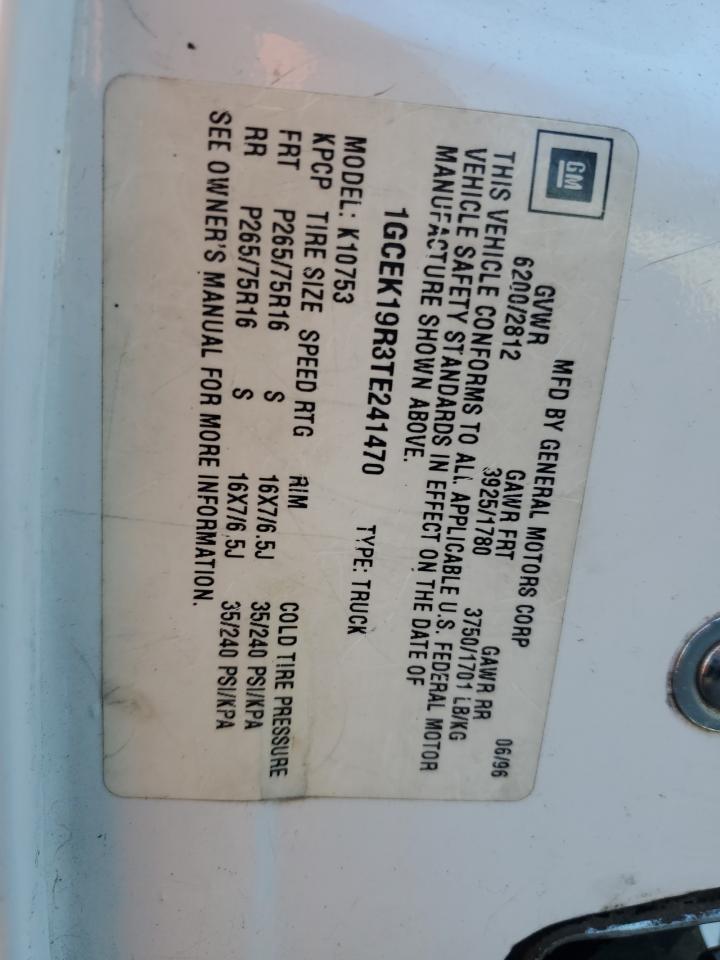 GM
MFD BY GENERAL MOTORS CORP 06/96
GVWR GAWR FRT GAWR RR
6200/2812 3925/1780 3750/1701 LB/KG
THIS VEHICLE CONFORMS TO ALL APPLICABLE U.S. FEDERAL MOTOR
VEHICLE SAFETY STANDARDS IN EFFECT ON THE DATE OF
MANUFACTURE SHOWN ABOVE.
1GCEK19R3TE241470 TYPE: TRUCK
MODEL: K10753
KPCP TIRE SIZE SPEED RTG RIM COLD TIRE PRESSURE
FRT P265/75R16 S 16X7/6.5J 35/240 PSI/KPA
RR P265/75R16 S 16X7/6.5J 35/240 PSI/KPA
SEE OWNER'S MANUAL FOR MORE INFORMATION.